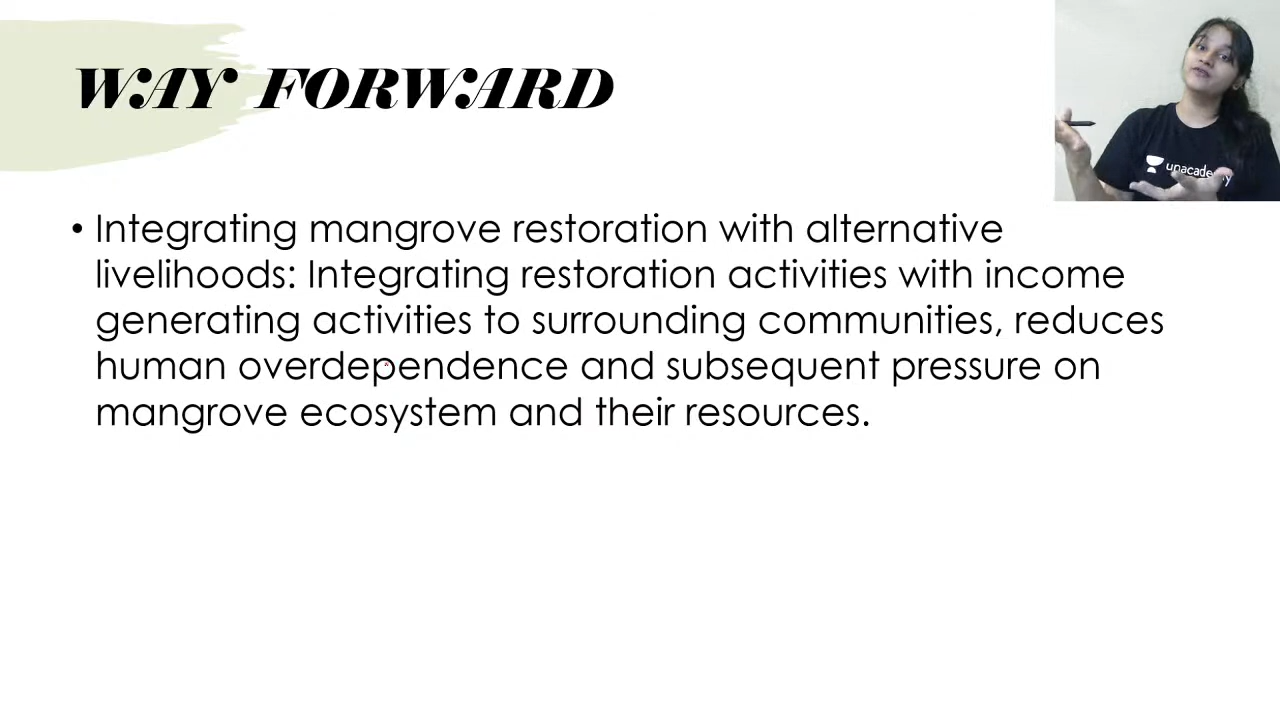 WAY FORWARD
unacademy
• Integrating mangrove restoration with alternative
livelihoods: Integrating restoration activities with income
generating activities to surrounding communities, reduces
human overdependence and subsequent pressure on
mangrove ecosystem and their resources.